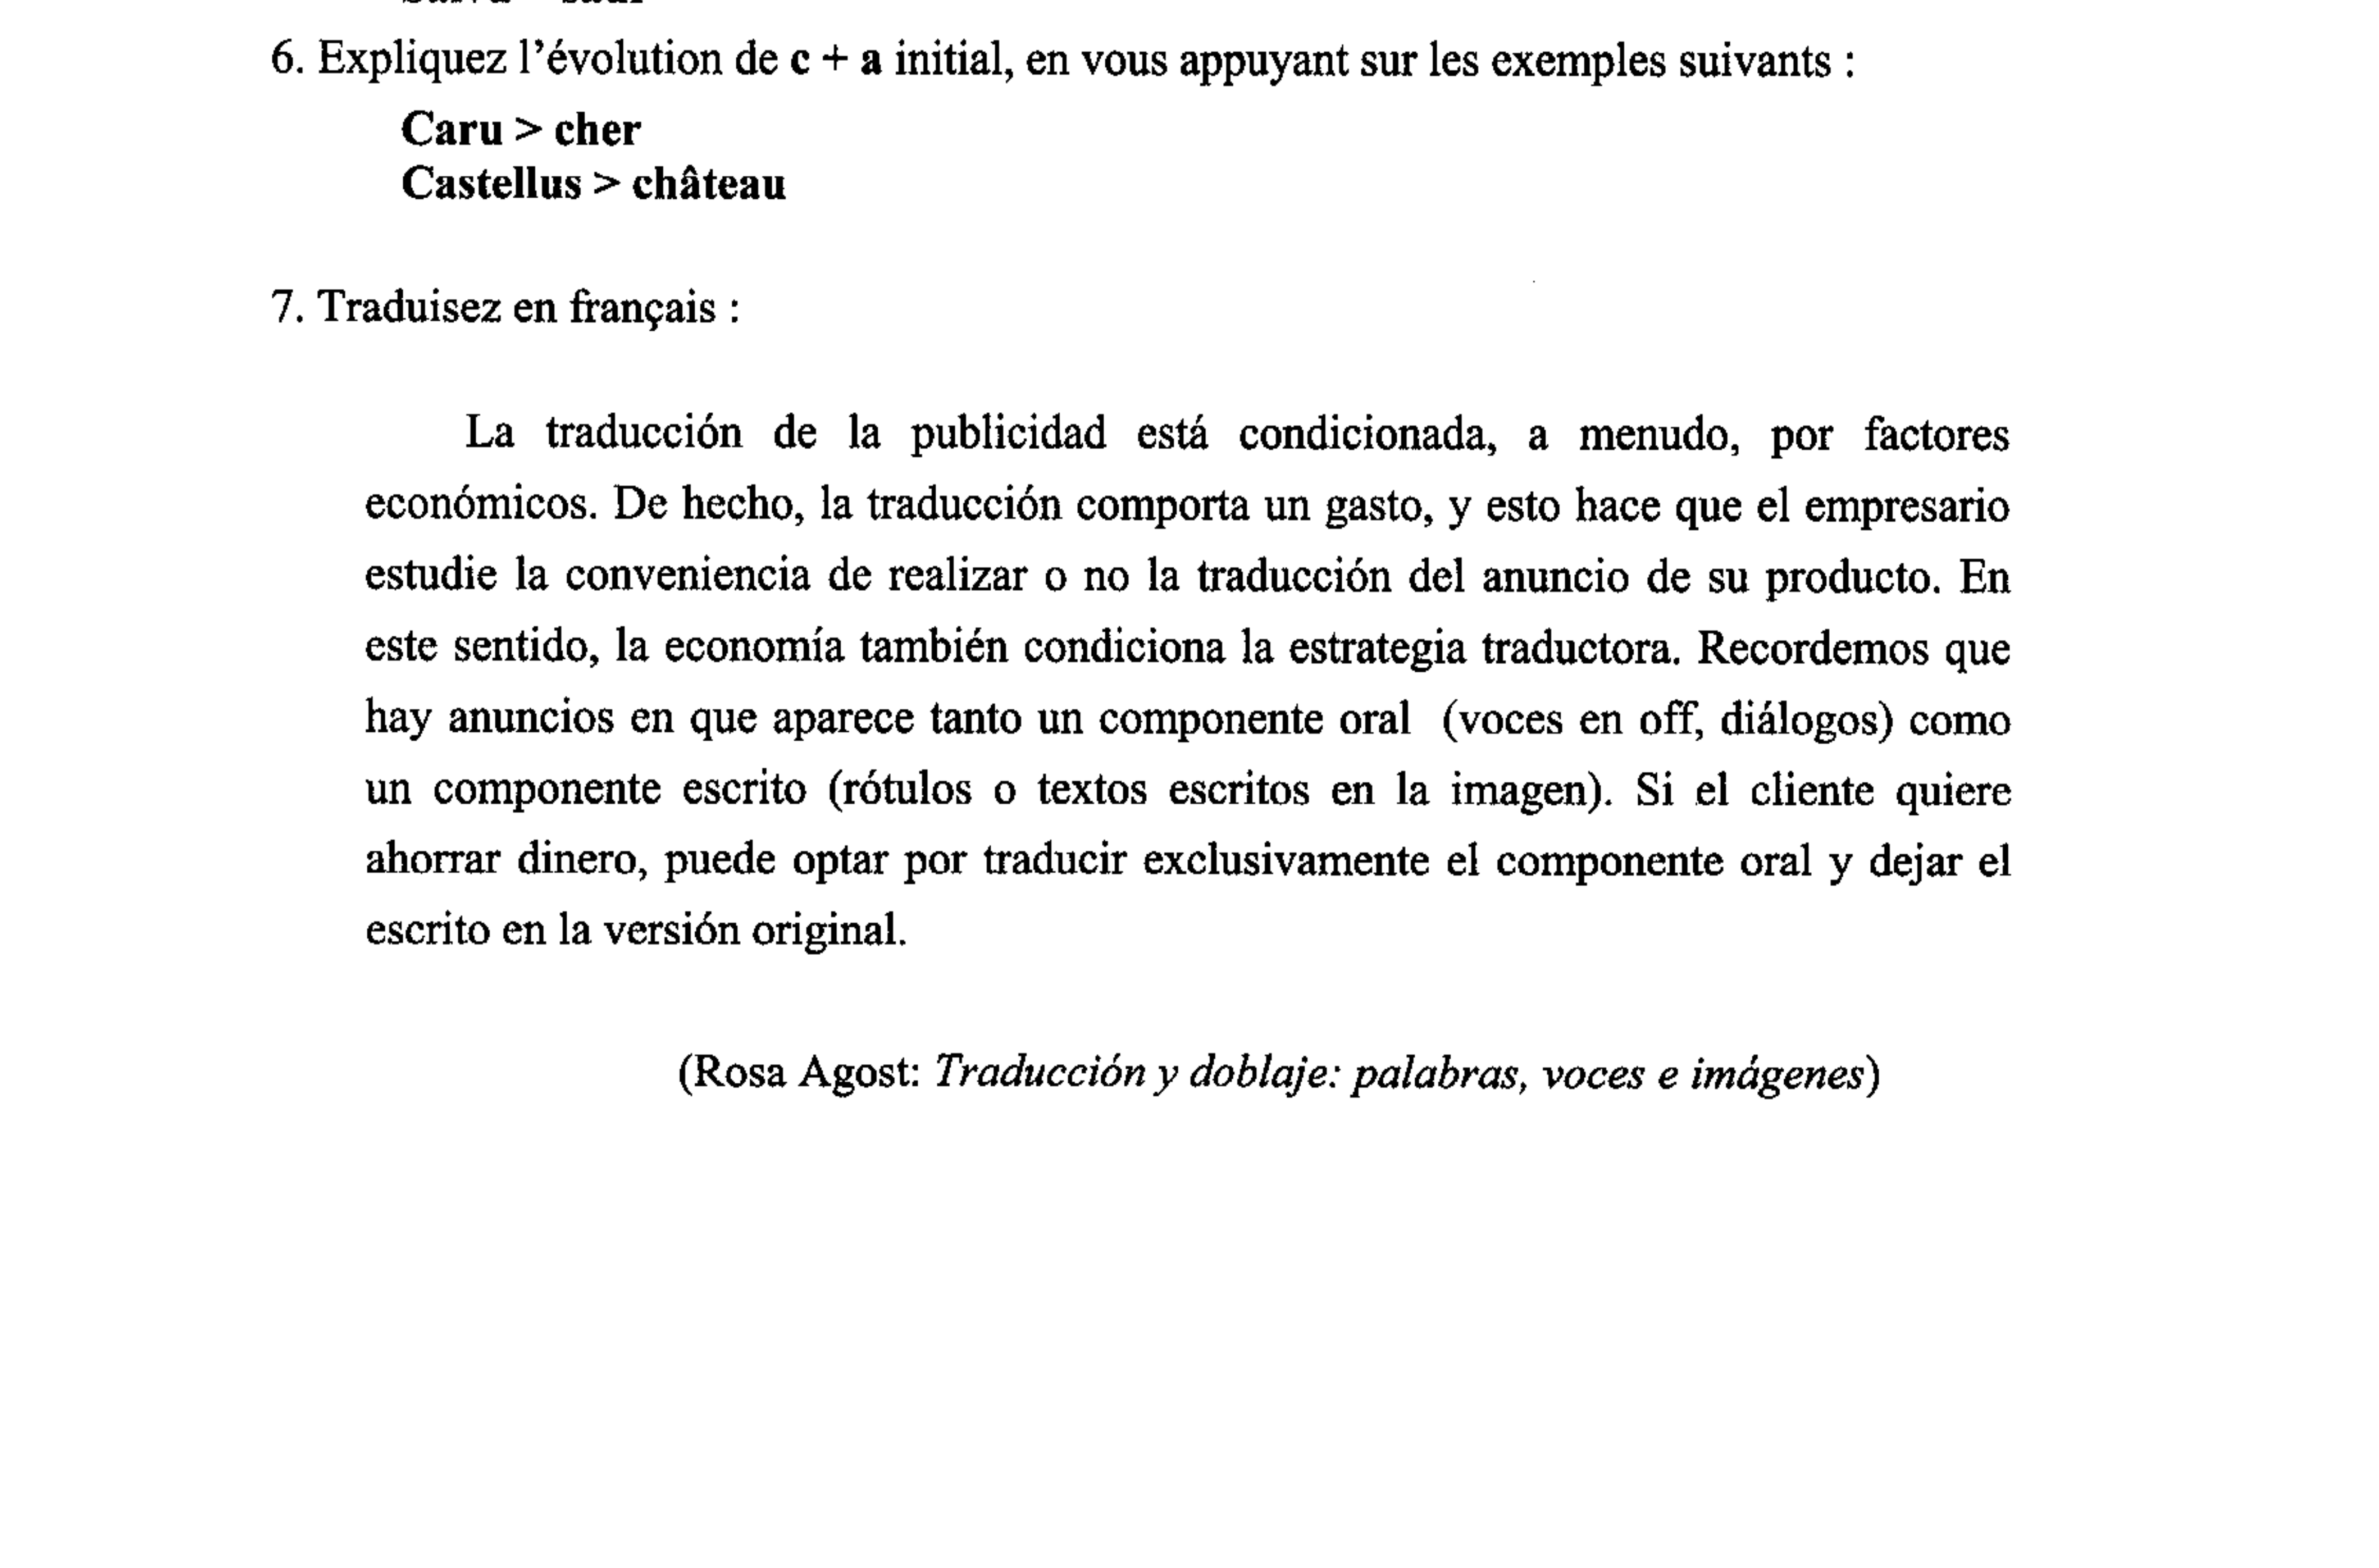 6. Expliquez l’évolution de c + a initial, en vous appuyant sur les exemples suivants :
Caru > cher
Castellus > château
7. Traduisez en français :
La traducción de la publicidad está condicionada, a menudo, por factores
económicos. De hecho, la traducción comporta un gasto, y esto hace que el empresario
estudie la conveniencia de realizar o no la traducción del anuncio de su producto. En
este sentido, la economía también condiciona la estrategia traductora. Recordemos que
hay anuncios en que aparece tanto un componente oral (voces en off, diálogos) como
un componente escrito (rótulos o textos escritos en la imagen). Si el cliente quiere
ahorrar dinero, puede optar por traducir exclusivamente el componente oral y dejar el
escrito en la versión original.
(Rosa Agost: Traducción y doblaje: palabras, voces e imágenes)